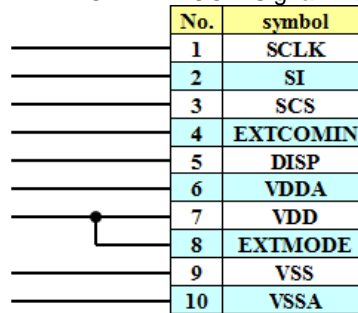 No. symbol
1 SCLK
2 SI
3 SCS
4 EXTCOMIN
5 DISP
6 VDDA
7 VDD
8 EXTMODE
9 VSS
10 VSSA